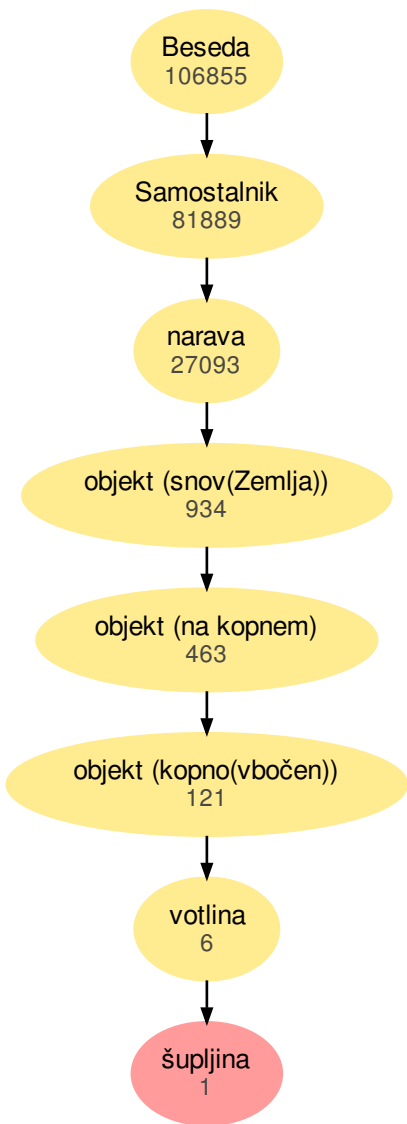 Beseda
106855
Samostalnik
81889
narava
27093
objekt (snov(Zemlja))
934
objekt (na kopnem)
463
objekt (kopno(vbočen))
121
votlina
6
šupljina
1